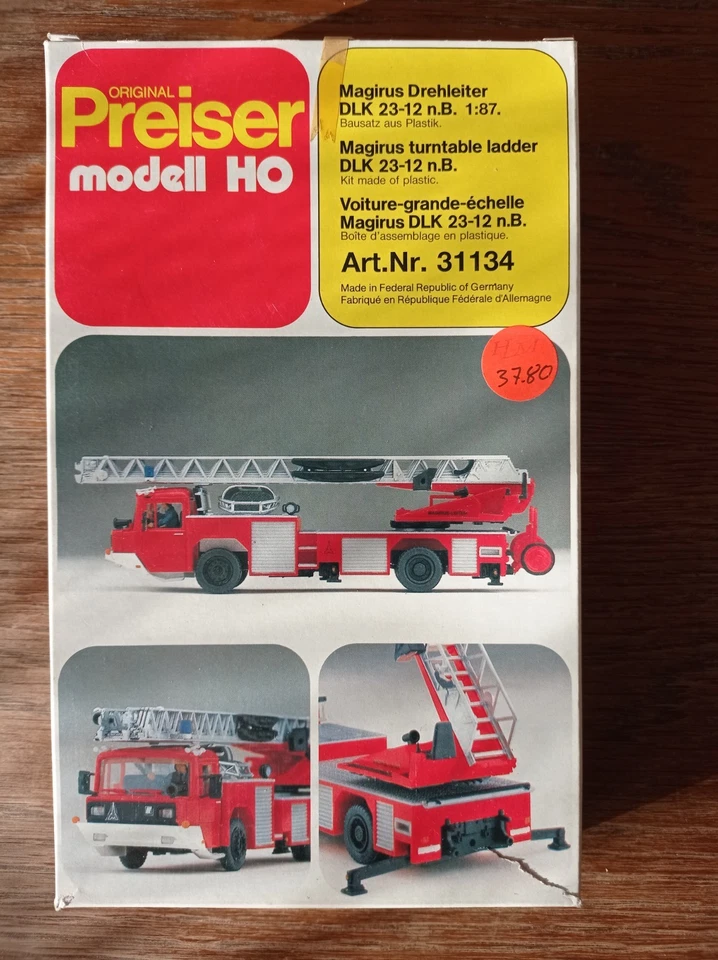 ORIGINAL
Preiser
modell HO
Magirus Drehleiter
DLK 23-12 n.B. 1:87.
Bausatz aus Plastik.
Magirus turntable ladder
DLK 23-12 n.B.
Kit made of plastic.
Voiture-grande-échelle
Magirus DLK 23-12 n.B.
Boîte d'assemblage en plastique.
Art.Nr. 31134
Made in Federal Republic of Germany
Fabriqué en République Fédérale d'Allemagne
HM
37.80